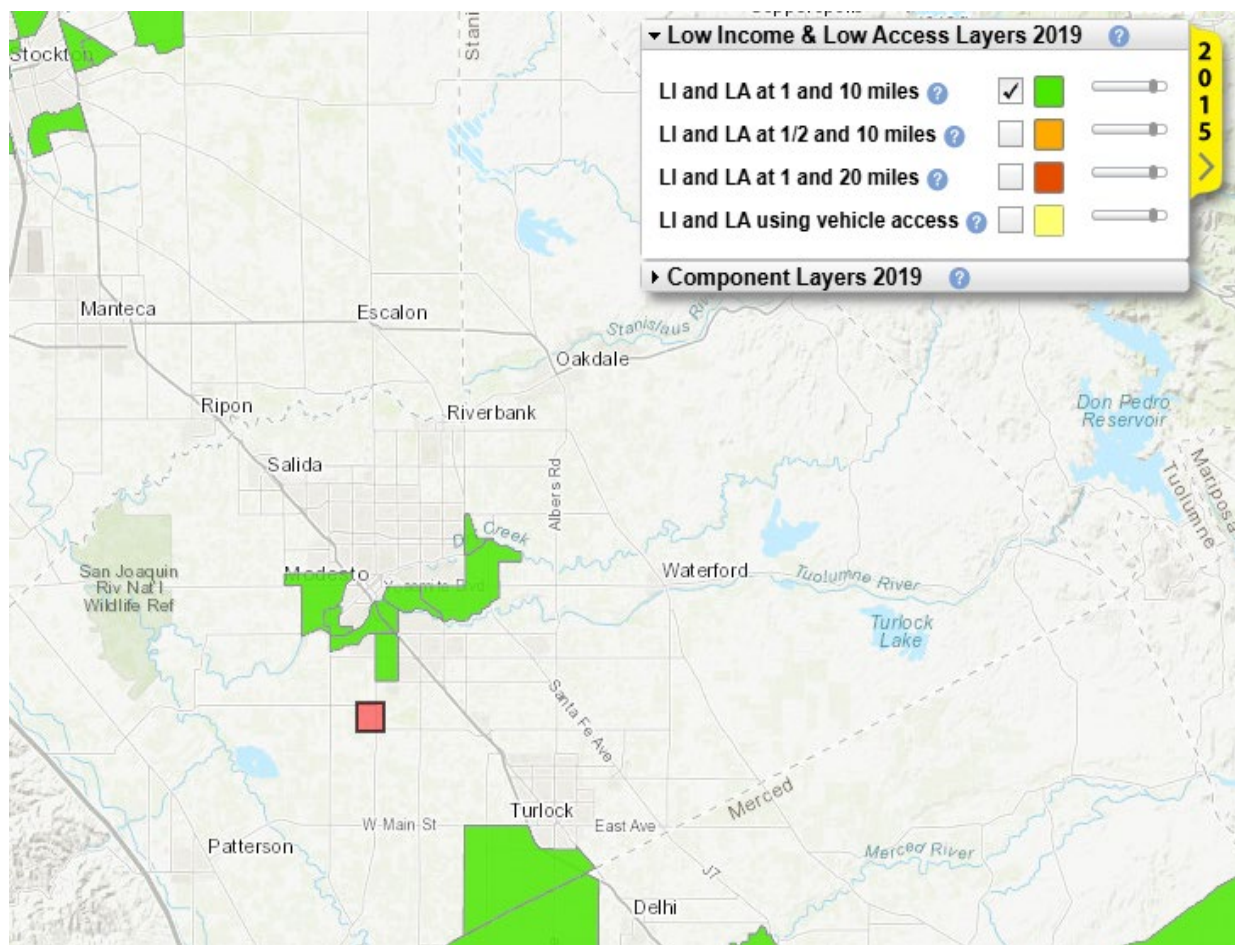 Stockton
Stani
Low Income & Low Access Layers 2019 ?
LI and LA at 1 and 10 miles ?
LI and LA at 1/2 and 10 miles ?
LI and LA at 1 and 20 miles ?
LI and LA using vehicle access ?
Component Layers 2019 ?
2015
Manteca
Escalon
Stanislaus
Oakdale
Ripon
Riverbank
Don Pedro
Reservoir
Salida
Albers Rd
Mariposa
Tuolumne
Creek
San Joaquin
Riv Nat'l
Wildlife Ref
Modesto
Yosemite Blvd
Waterford
Tuolumne River
Turlock
Lake
Santa Fe Ave
Merced
Turlock
W Main St
East Ave
Patterson
Merced River
J7
Delhi